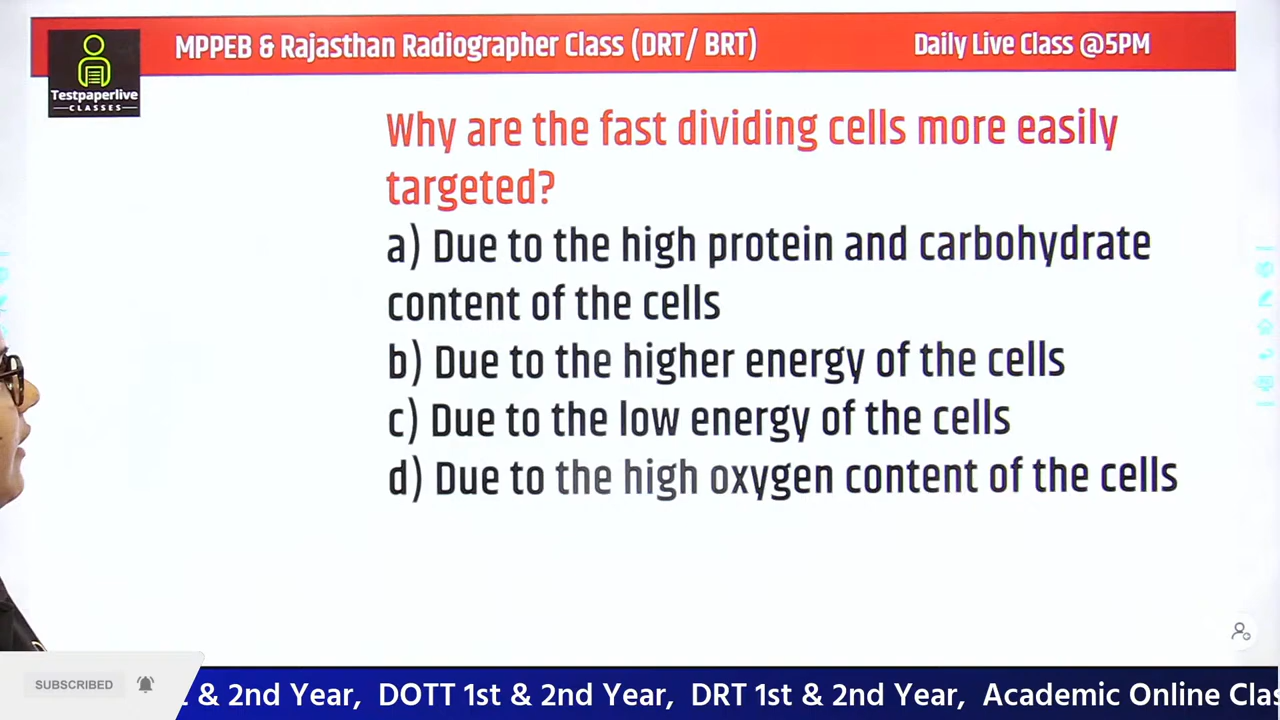 MPPEB & Rajasthan Radiographer Class (DRT/ BRT)
Daily Live Class @5PM
Testpaperlive
CLASSES
Why are the fast dividing cells more easily
targeted?
a) Due to the high protein and carbohydrate
content of the cells
b) Due to the higher energy of the cells
c) Due to the low energy of the cells
d) Due to the high oxygen content of the cells
SUBSCRIBED
& 2nd Year, DOTT 1st & 2nd Year, DRT 1st & 2nd Year, Academic Online